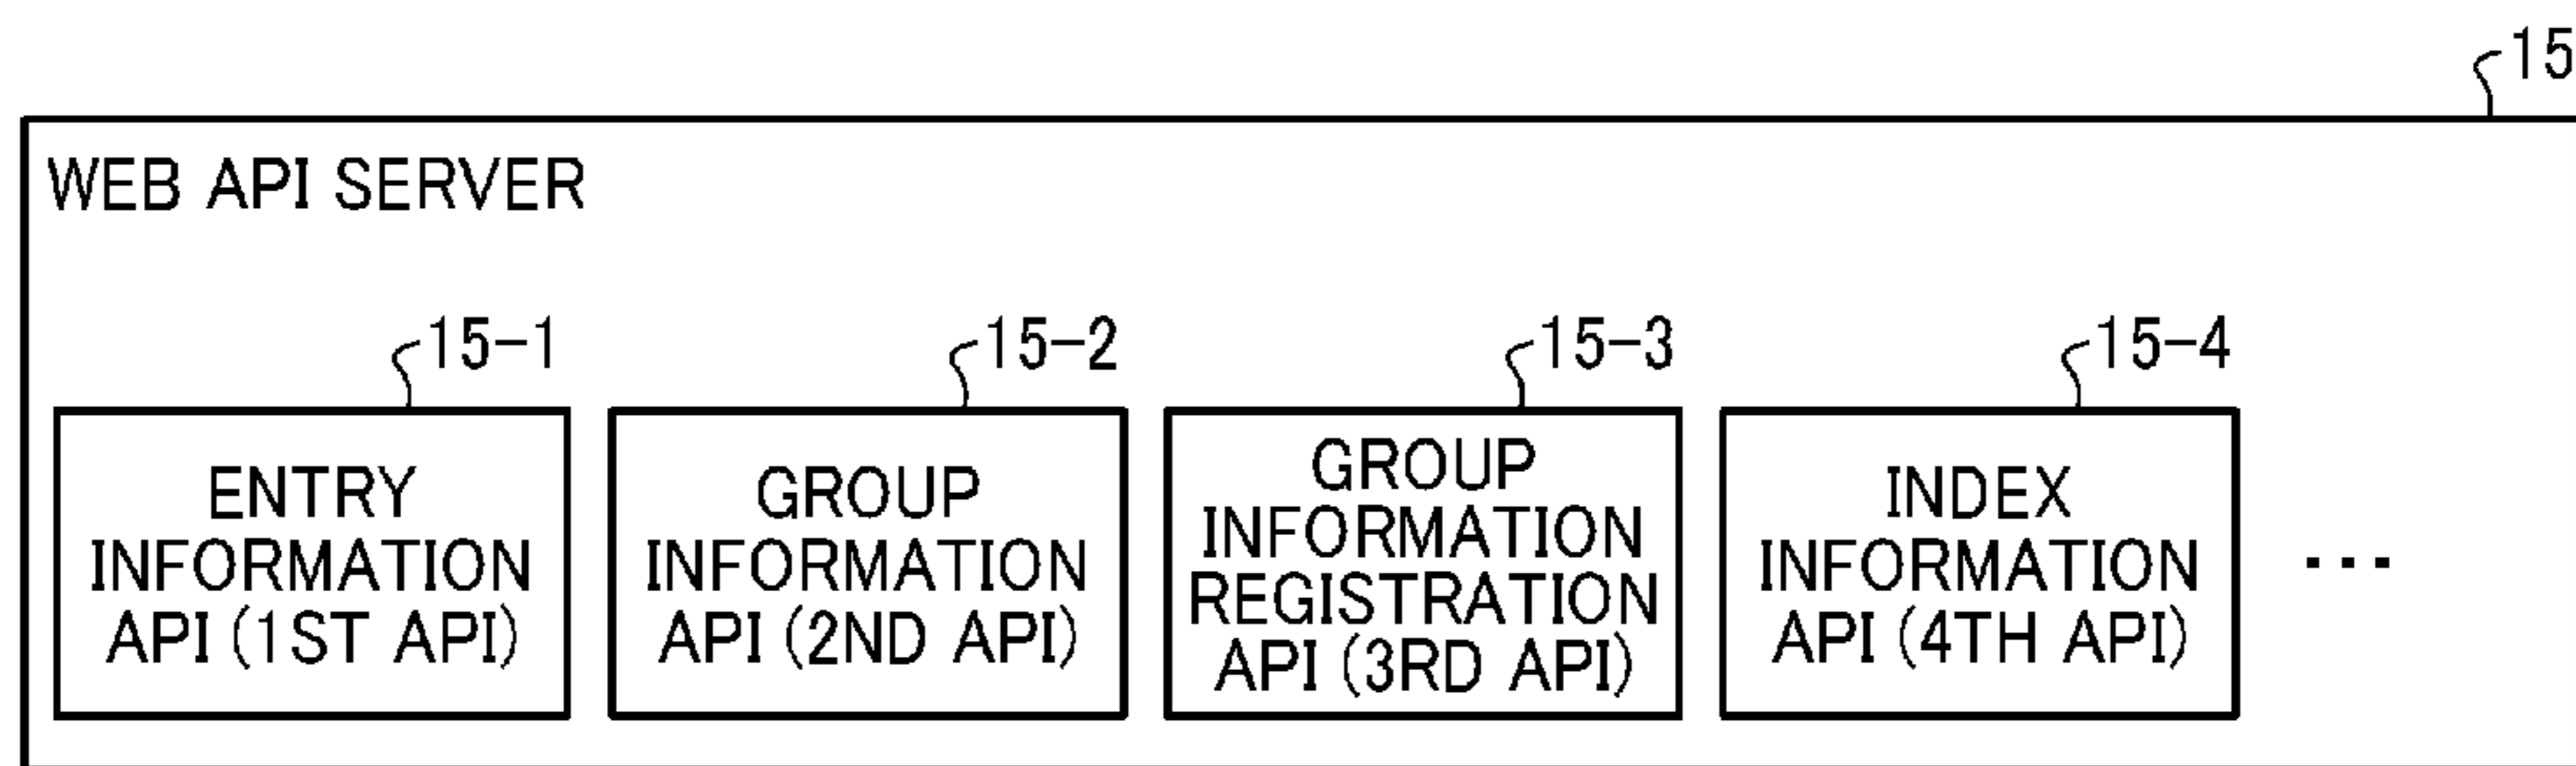 15
WEB API SERVER
15-1
15-2
15-3
15-4
ENTRY
INFORMATION
API (1ST API)
GROUP
INFORMATION
API (2ND API)
GROUP
INFORMATION
REGISTRATION
API (3RD API)
INDEX
INFORMATION
API (4TH API)
...